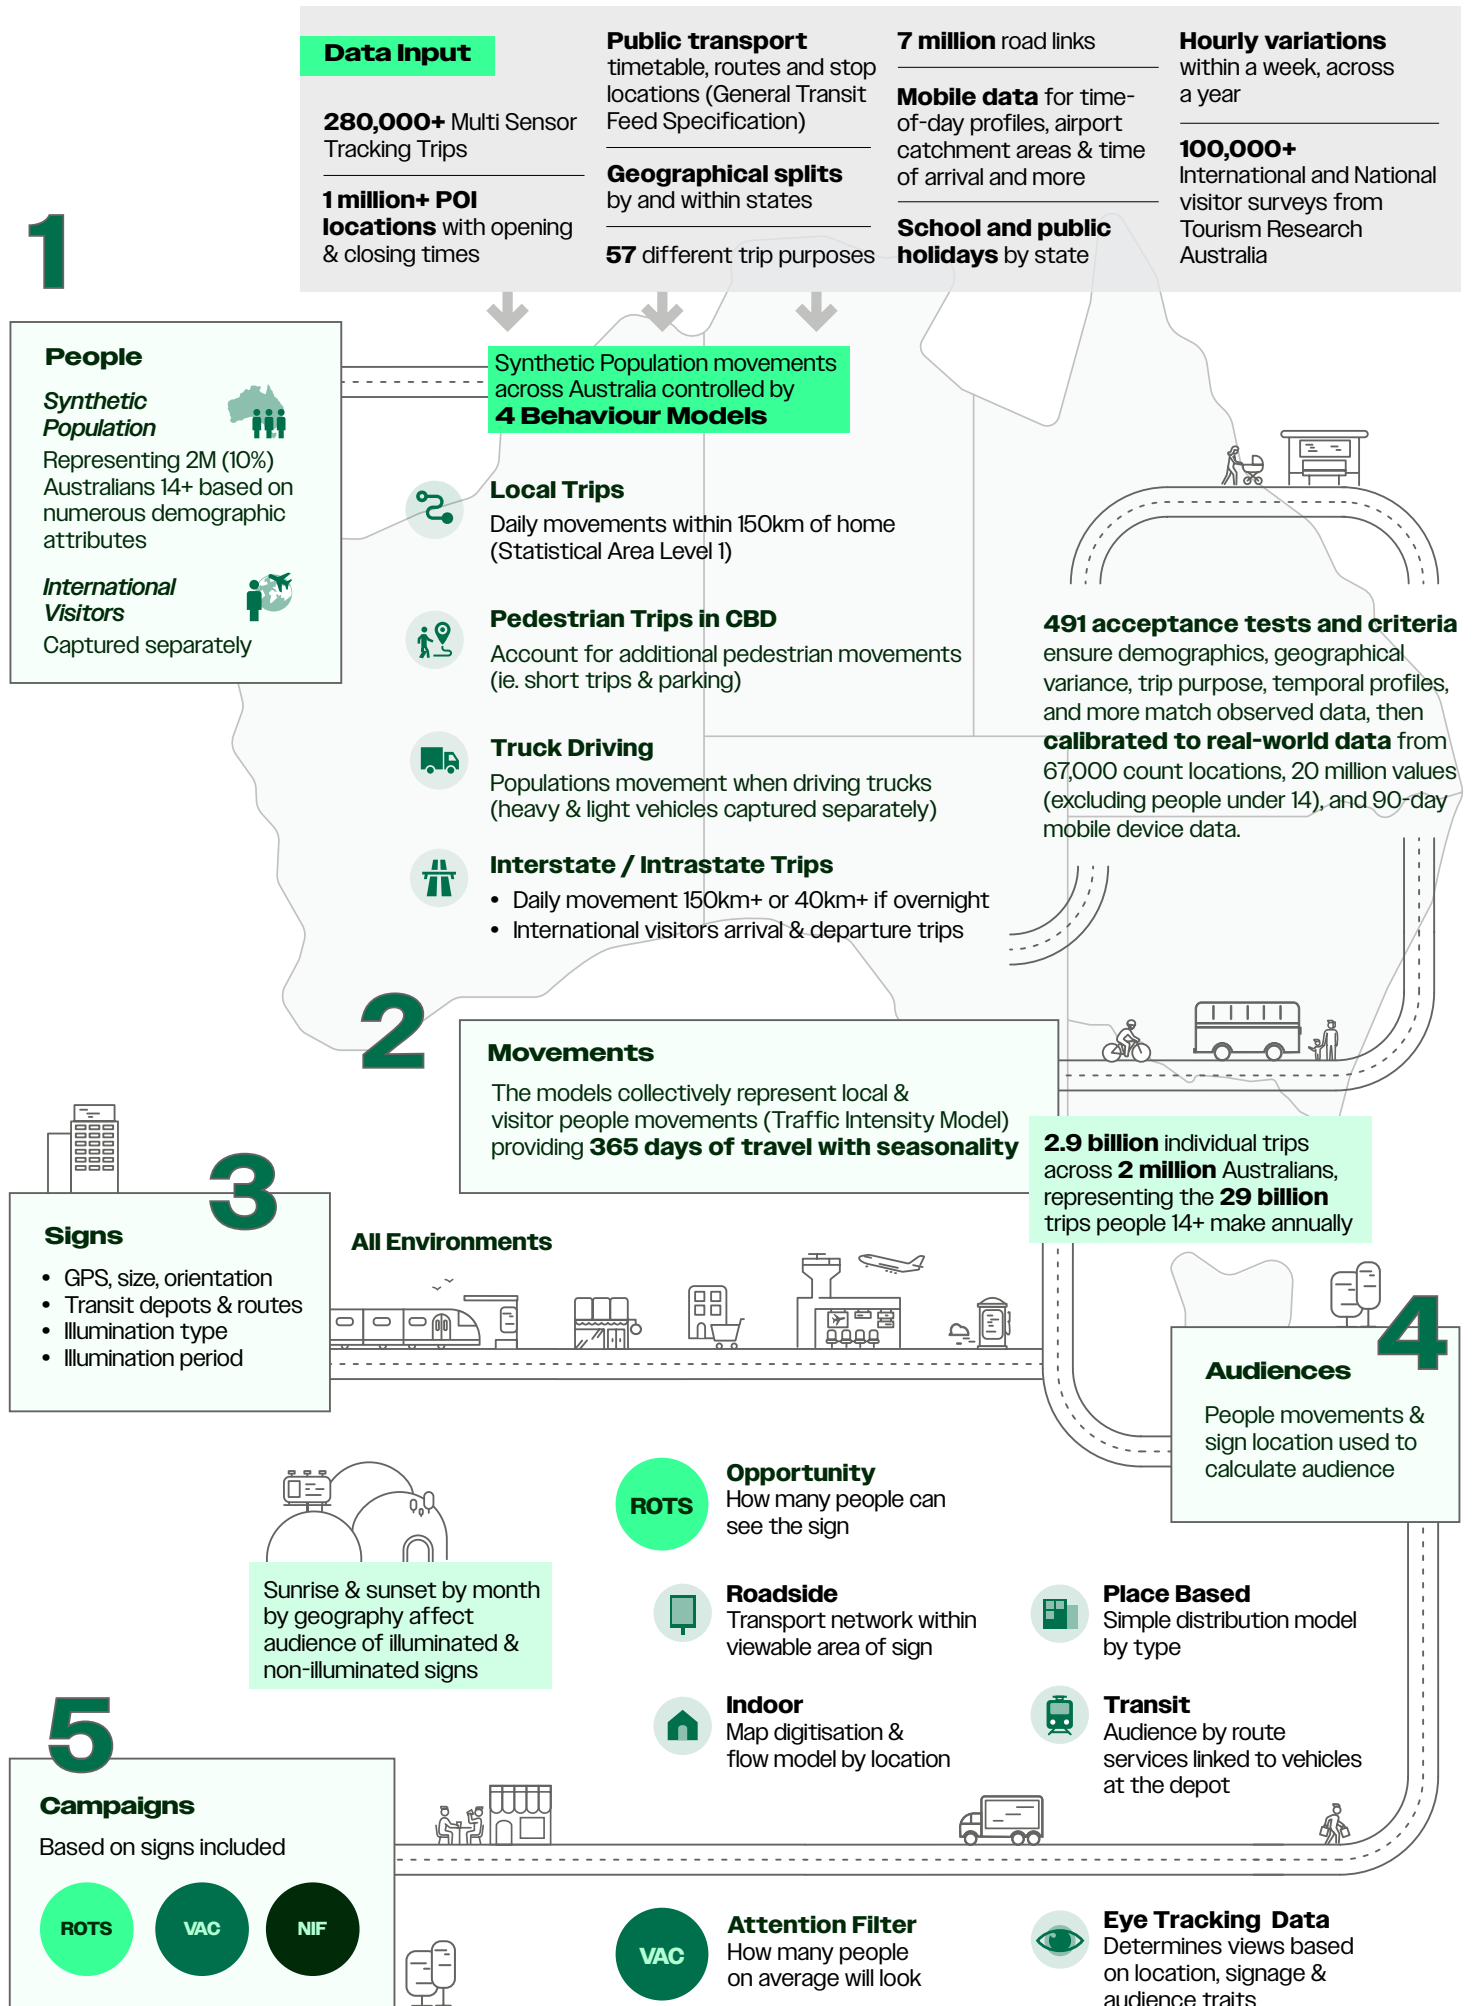 Data Input
280,000+ Multi Sensor
Tracking Trips
1 million+ POI
locations with opening
& closing times
Public transport
timetable, routes and stop
locations (General Transit
Feed Specification)
Geographical splits
by and within states
57 different trip purposes
7 million road links
Mobile data for time-
of-day profiles, airport
catchment areas & time
of arrival and more
School and public
holidays by state
Hourly variations
within a week, across
a year
100,000+
International and National
visitor surveys from
Tourism Research
Australia
1
People
Synthetic
Population
Representing 2M (10%)
Australians 14+ based on
numerous demographic
attributes
International
Visitors
Captured separately
Synthetic Population movements
across Australia controlled by
4 Behaviour Models
Local Trips
Daily movements within 150km of home
(Statistical Area Level 1)
Pedestrian Trips in CBD
Account for additional pedestrian movements
(ie. short trips & parking)
Truck Driving
Populations movement when driving trucks
(heavy & light vehicles captured separately)
Interstate / Intrastate Trips
• Daily movement 150km+ or 40km+ if overnight
• International visitors arrival & departure trips
491 acceptance tests and criteria
ensure demographics, geographical
variance, trip purpose, temporal profiles,
and more match observed data, then
calibrated to real-world data from
67,000 count locations, 20 million values
(excluding people under 14), and 90-day
mobile device data.
2
Movements
The models collectively represent local &
visitor people movements (Traffic Intensity Model)
providing 365 days of travel with seasonality
2.9 billion individual trips
across 2 million Australians,
representing the 29 billion
trips people 14+ make annually
3
Signs
• GPS, size, orientation
• Transit depots & routes
• Illumination type
• Illumination period
All Environments
4
Audiences
People movements &
sign location used to
calculate audience
Sunrise & sunset by month
by geography affect
audience of illuminated &
non-illuminated signs
ROTS
Opportunity
How many people can
see the sign
Roadside
Transport network within
viewable area of sign
Place Based
Simple distribution model
by type
Indoor
Map digitisation &
flow model by location
Transit
Audience by route
services linked to vehicles
at the depot
5
Campaigns
Based on signs included
ROTS
VAC
NIF
VAC
Attention Filter
How many people
on average will look
Eye Tracking Data
Determines views based
on location, signage &
audience traits